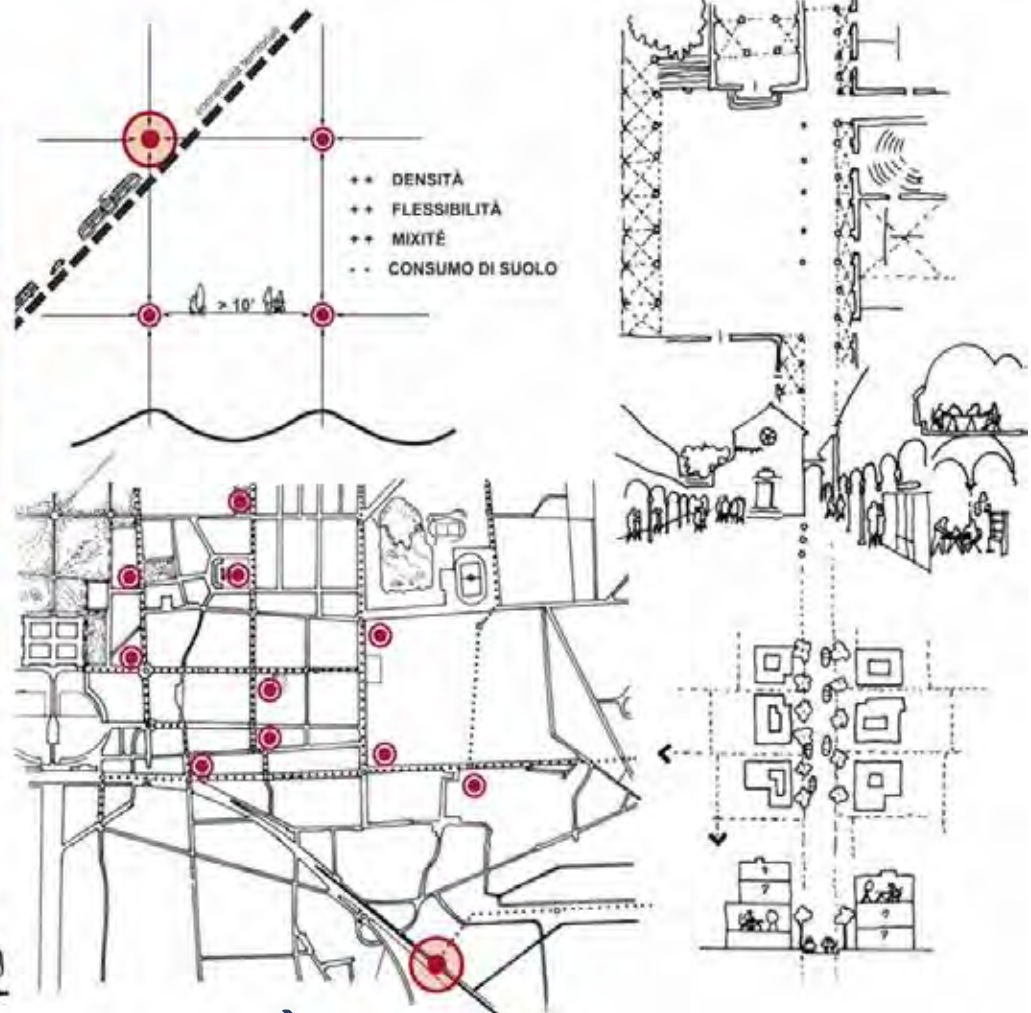 ++ DENSITÀ
++ FLESSIBILITÀ
++ MIXITÉ
-- CONSUMO DI SUOLO
> 10'
?
?
?
?